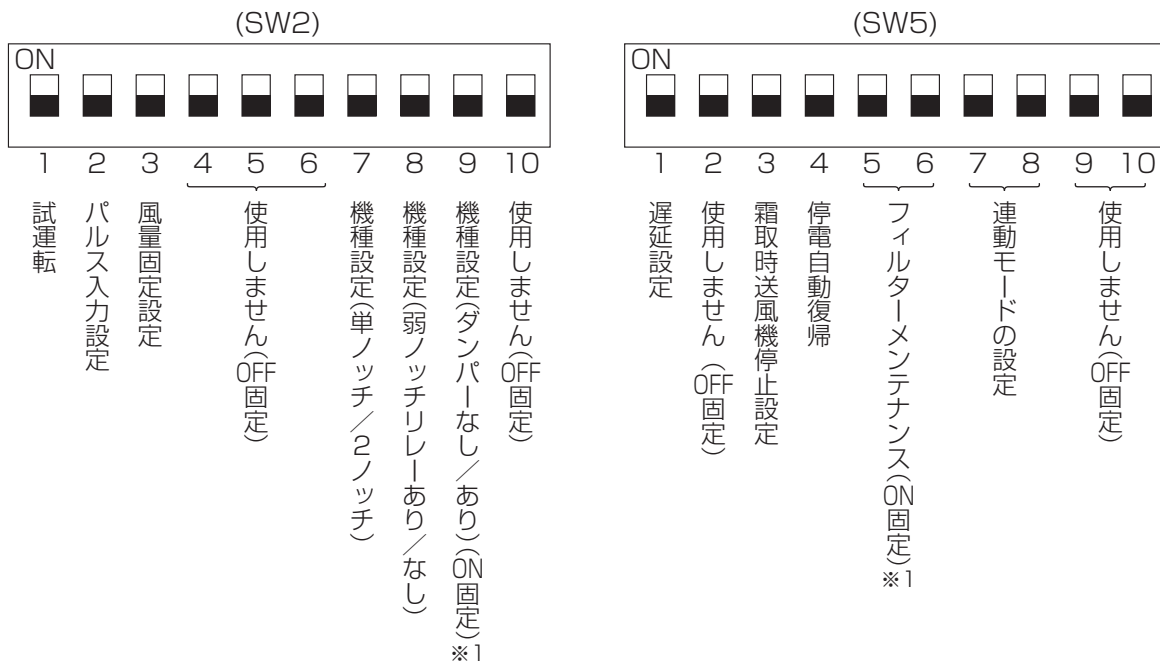 (SW2)
ON
1 2 3 4 5 6 7 8 9 10
試運転
パルス入力設定
風量固定設定
使用しません(OFF固定)
機種設定(単ノッチ/2ノッチ)
機種設定(弱ノッチリレーあり/なし)
機種設定(ダンパーなし/あり)(ON固定)※1
使用しません(OFF固定)
(SW5)
ON
1 2 3 4 5 6 7 8 9 10
遅延設定
使用しません(OFF固定)
霜取時送風機停止設定
停電自動復帰
フィルターメンテナンス(ON固定)※1
連動モードの設定
使用しません(OFF固定)